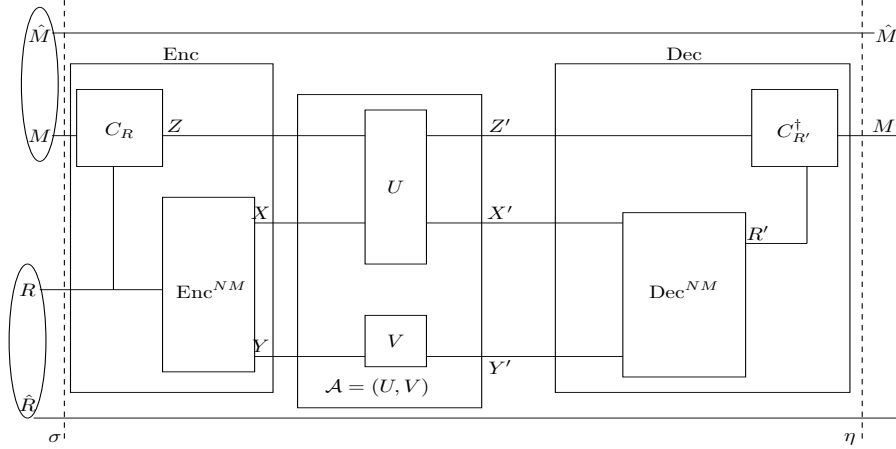 M̂ M̂
Enc Dec
C_R Z Z′ C†_{R′} M
M
U
X X′
R′
R Enc^{NM} Dec^{NM}
Y V Y′
𝒜 = (U, V)
R̂
σ η